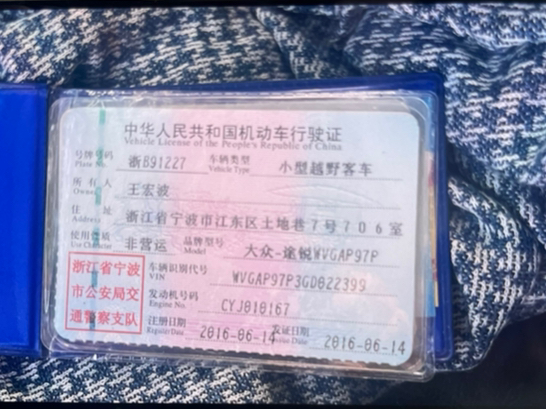 中华人民共和国机动车行驶证
Vehicle License of the People's Republic of China
号牌号码 浙B91227 车辆类型 小型越野客车
Plate No. Vehicle Type
所有人 王宏波
Owner
住址 浙江省宁波市江东区土地巷7号706室
Address
使用性质 非营运 品牌型号 大众-途锐WVGAP97P
Use Character Model
浙江省宁波
市公安局交
通警察支队
车辆识别代号 WVGAP97P3GD022399
VIN
发动机号码 CYJ010167
Engine No.
注册日期 2016-06-14 发证日期 2016-06-14
Register Date Issue Date